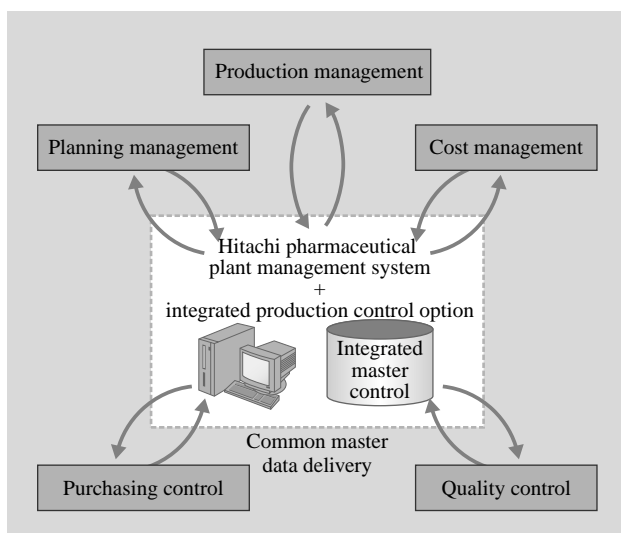 Production management
Planning management
Cost management
Hitachi pharmaceutical
plant management system
+
integrated production control option
Integrated
master
control
Common master
data delivery
Purchasing control
Quality control